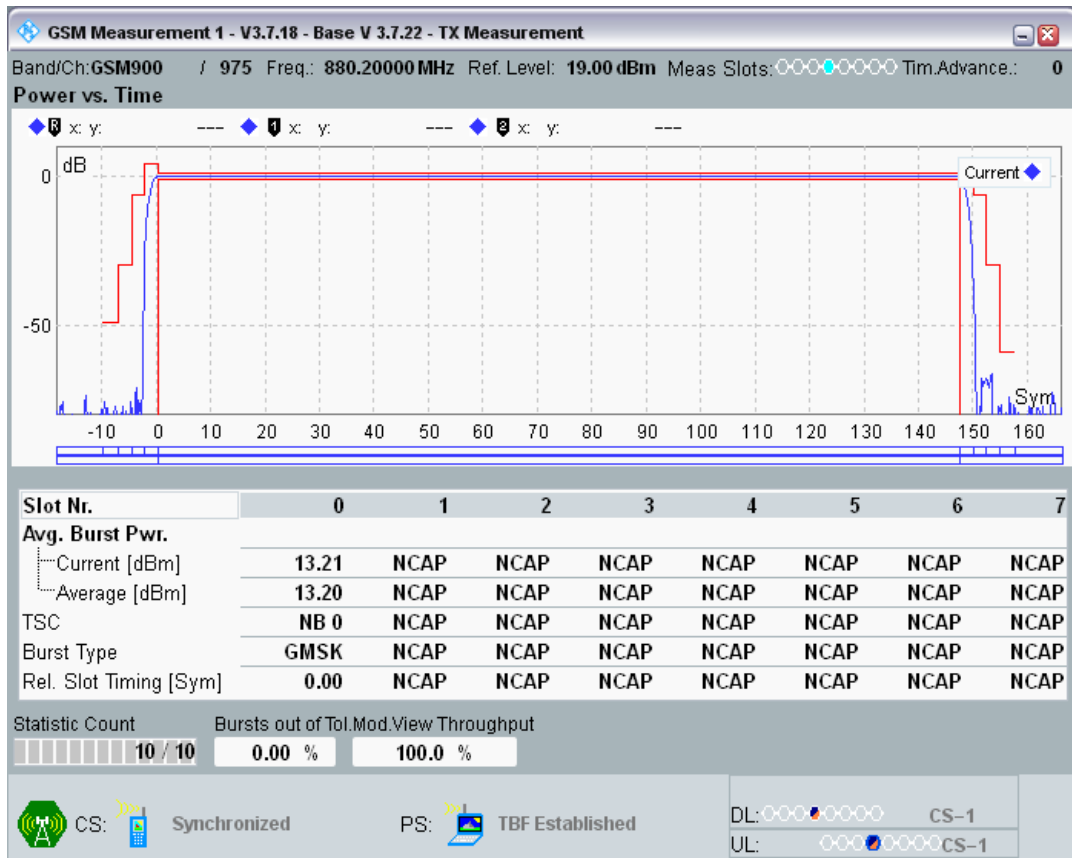 GSM Measurement 1 - V3.7.18 - Base V 3.7.22 - TX Measurement
Band/Ch:GSM900 / 975 Freq.: 880.20000 MHz Ref. Level: 19.00 dBm Meas Slots: Tim.Advance.: 0
Power vs. Time
R x: y: --- 1 x: y: --- 2 x: y: ---
dB
Current
0
-50
Sym
-10 0 10 20 30 40 50 60 70 80 90 100 110 120 130 140 150 160
Slot Nr. 0 1 2 3 4 5 6 7
Avg. Burst Pwr.
Current [dBm] 13.21 NCAP NCAP NCAP NCAP NCAP NCAP NCAP
Average [dBm] 13.20 NCAP NCAP NCAP NCAP NCAP NCAP NCAP
TSC NB 0 NCAP NCAP NCAP NCAP NCAP NCAP NCAP
Burst Type GMSK NCAP NCAP NCAP NCAP NCAP NCAP NCAP
Rel. Slot Timing [Sym] 0.00 NCAP NCAP NCAP NCAP NCAP NCAP NCAP
Statistic Count Bursts out of Tol.Mod.View Throughput
10 / 10 0.00 % 100.0 %
CS: Synchronized PS: TBF Established
DL: CS-1
UL: CS-1